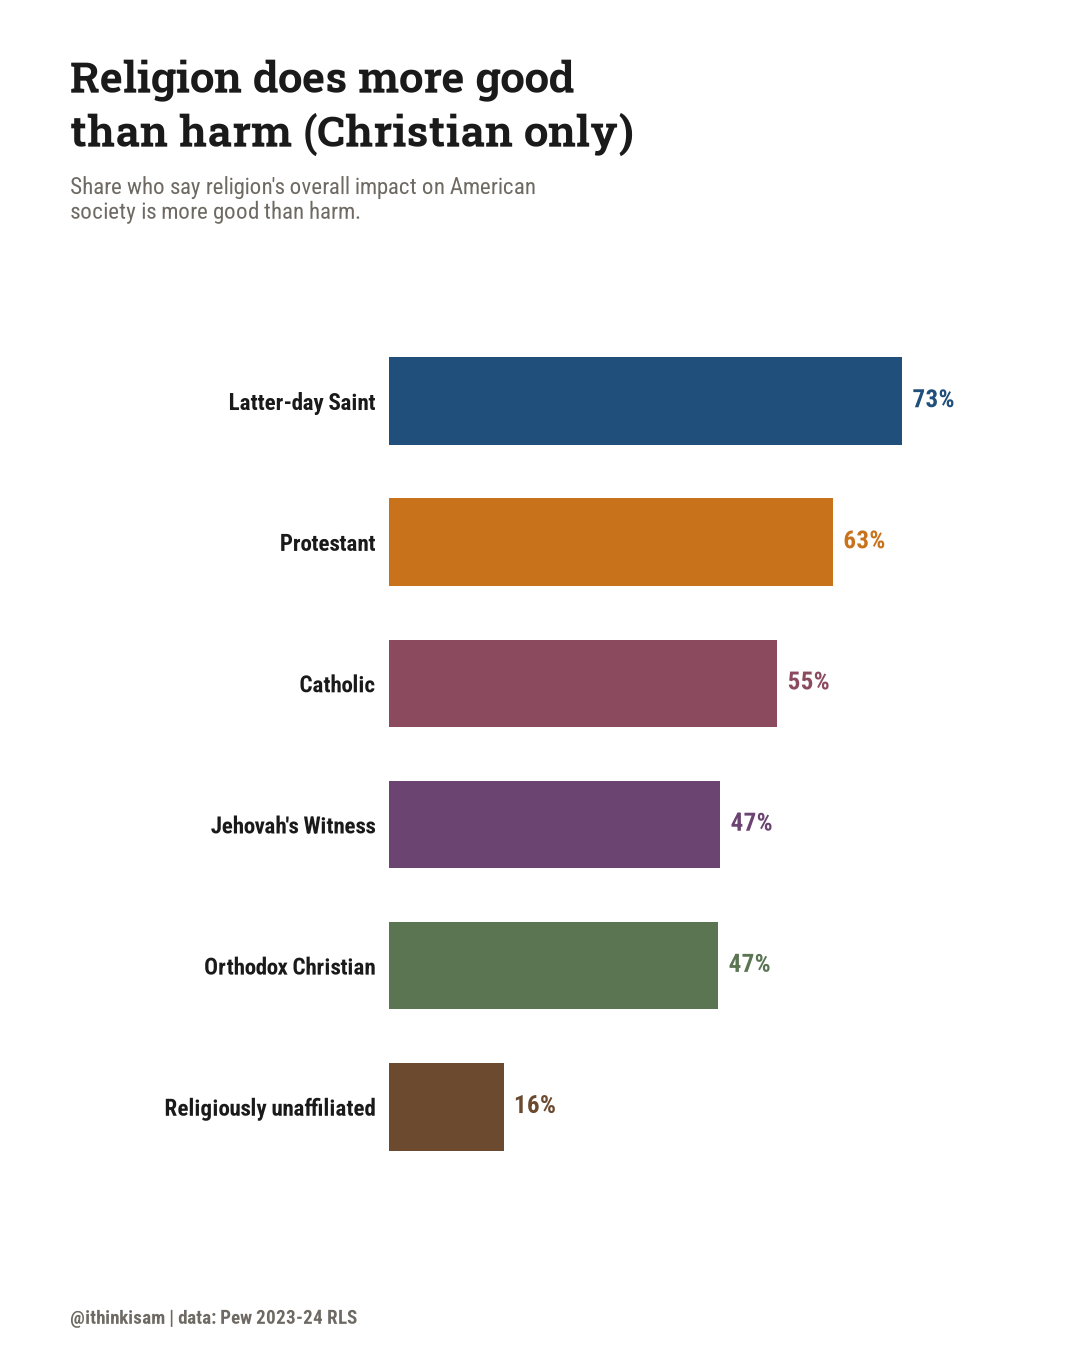 Religion does more good
than harm (Christian only)
Share who say religion's overall impact on American
society is more good than harm.
Latter-day Saint 73%
Protestant 63%
Catholic 55%
Jehovah's Witness 47%
Orthodox Christian 47%
Religiously unaffiliated 16%
@ithinkisam | data: Pew 2023-24 RLS